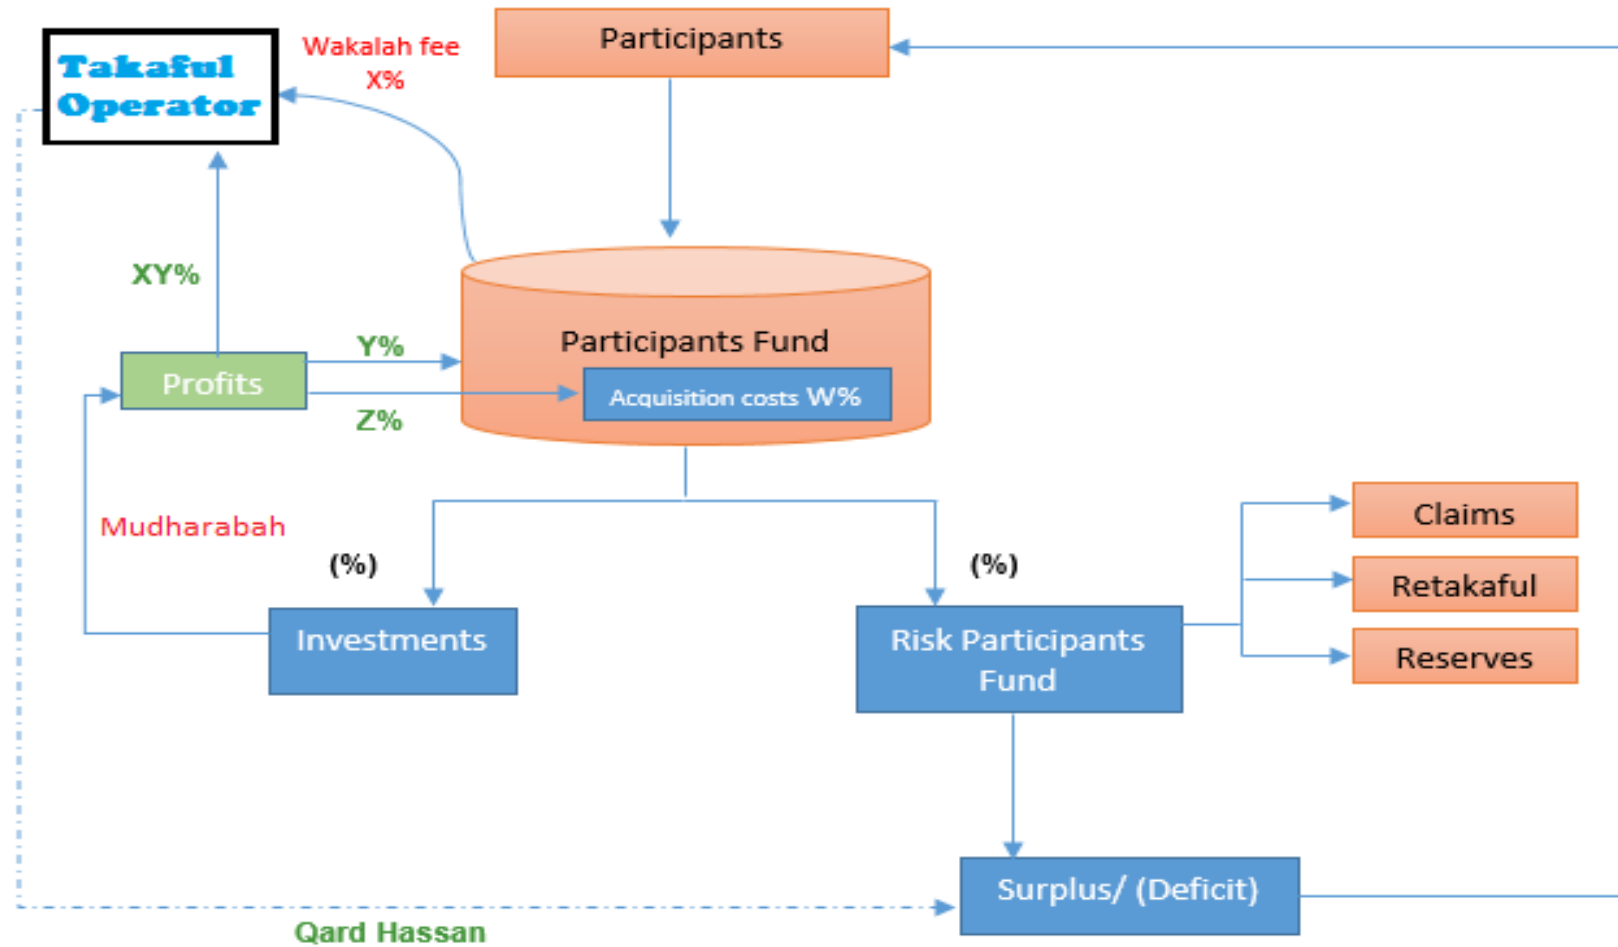 Participants
Wakalah fee
X%
Takaful
Operator
XY%
Participants Fund
Y%
Profits
Acquisition costs W%
Z%
Mudharabah
(%)
(%)
Claims
Retakaful
Investments
Risk Participants
Fund
Reserves
Surplus/ (Deficit)
Qard Hassan